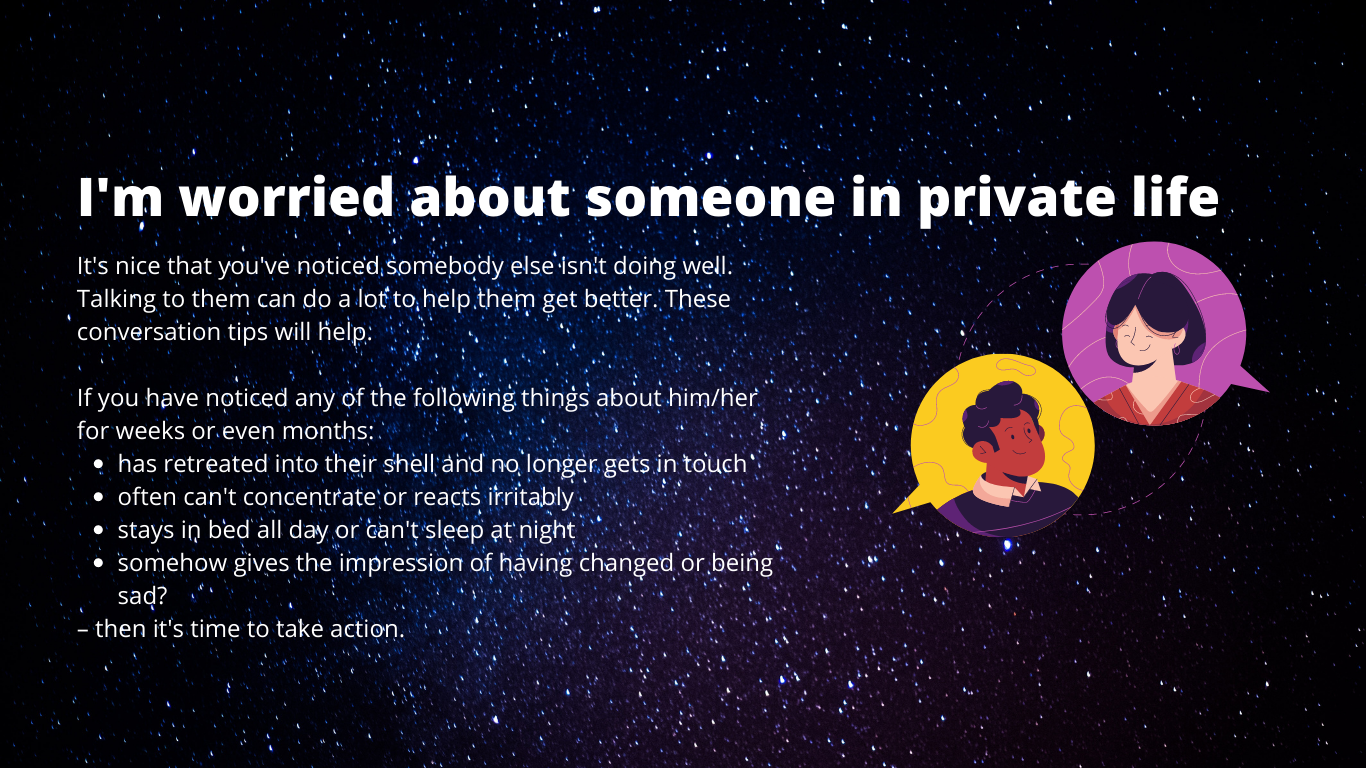 I'm worried about someone in private life
It's nice that you've noticed somebody else isn't doing well.
Talking to them can do a lot to help them get better. These
conversation tips will help.
If you have noticed any of the following things about him/her
for weeks or even months:
• has retreated into their shell and no longer gets in touch
• often can't concentrate or reacts irritably
• stays in bed all day or can't sleep at night
• somehow gives the impression of having changed or being
sad?
– then it's time to take action.